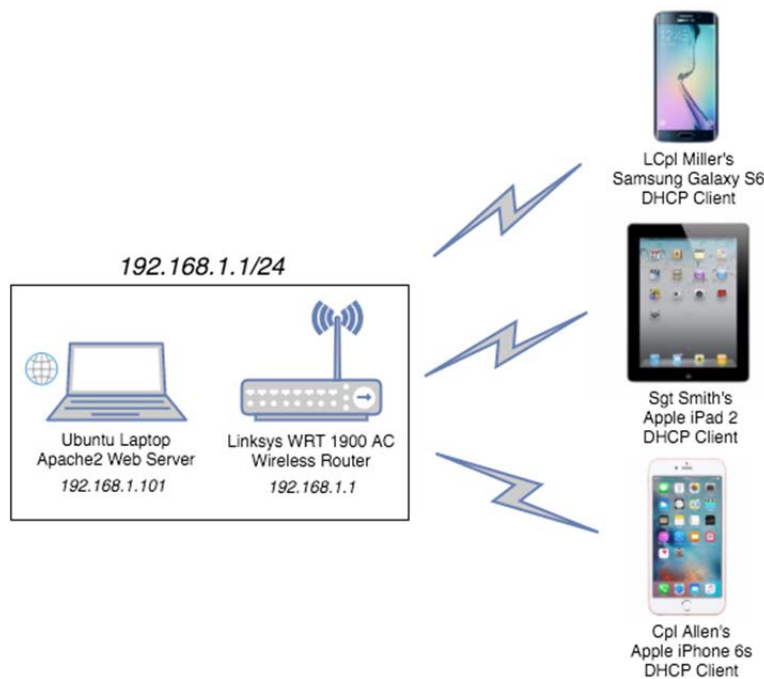 192.168.1.1/24
Ubuntu Laptop
Apache2 Web Server
192.168.1.101
Linksys WRT 1900 AC
Wireless Router
192.168.1.1
LCpl Miller's
Samsung Galaxy S6
DHCP Client
Sgt Smith's
Apple iPad 2
DHCP Client
Cpl Allen's
Apple iPhone 6s
DHCP Client